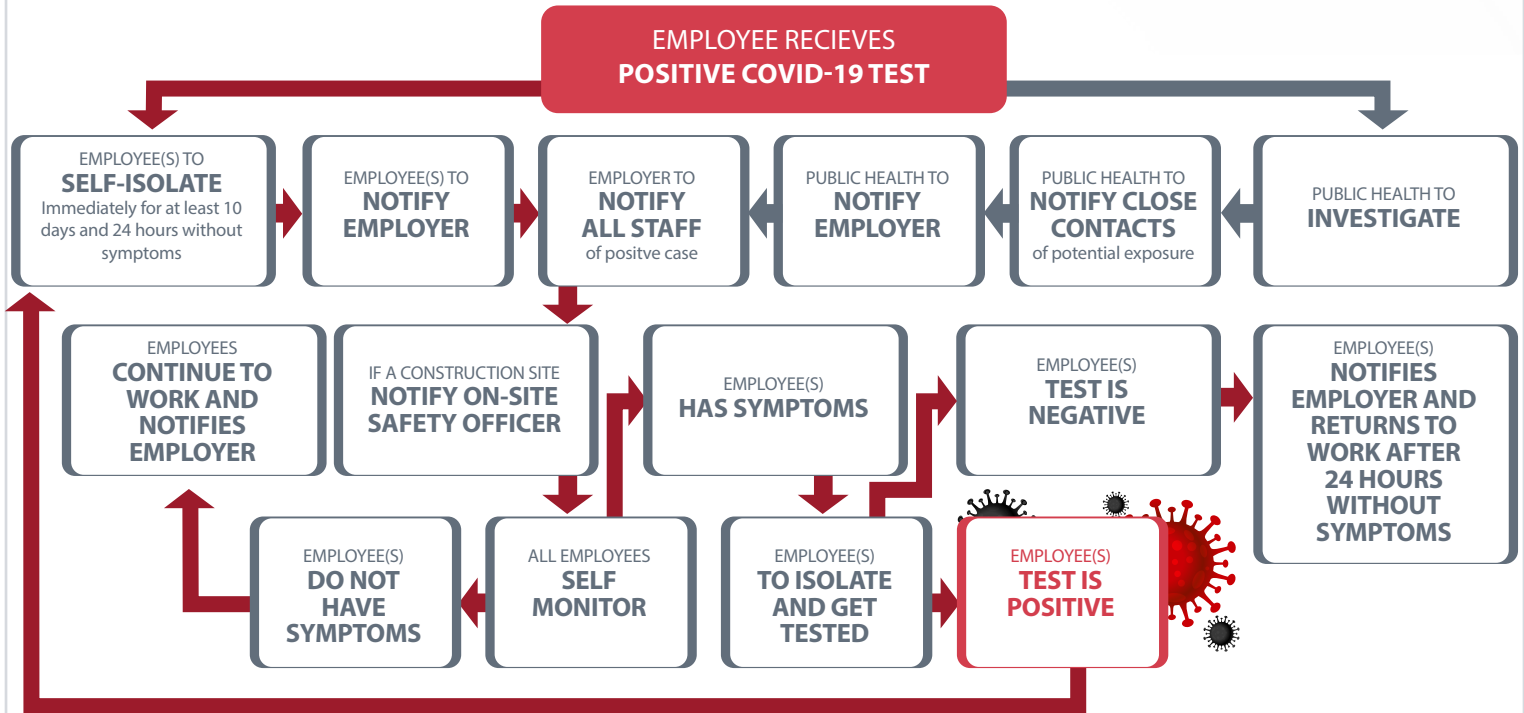 EMPLOYEE RECIEVES
POSITIVE COVID-19 TEST
EMPLOYEE(S) TO
SELF-ISOLATE
Immediately for at least 10
days and 24 hours without
symptoms
EMPLOYEE(S) TO
NOTIFY
EMPLOYER
EMPLOYER TO
NOTIFY
ALL STAFF
of positve case
PUBLIC HEALTH TO
NOTIFY
EMPLOYER
PUBLIC HEALTH TO
NOTIFY CLOSE
CONTACTS
of potential exposure
PUBLIC HEALTH TO
INVESTIGATE
EMPLOYEES
CONTINUE TO
WORK AND
NOTIFIES
EMPLOYER
IF A CONSTRUCTION SITE
NOTIFY ON-SITE
SAFETY OFFICER
EMPLOYEE(S)
HAS SYMPTOMS
EMPLOYEE(S)
TEST IS
NEGATIVE
EMPLOYEE(S)
NOTIFIES
EMPLOYER AND
RETURNS TO
WORK AFTER
24 HOURS
WITHOUT
SYMPTOMS
EMPLOYEE(S)
DO NOT
HAVE
SYMPTOMS
ALL EMPLOYEES
SELF
MONITOR
EMPLOYEE(S)
TO ISOLATE
AND GET
TESTED
EMPLOYEE(S)
TEST IS
POSITIVE